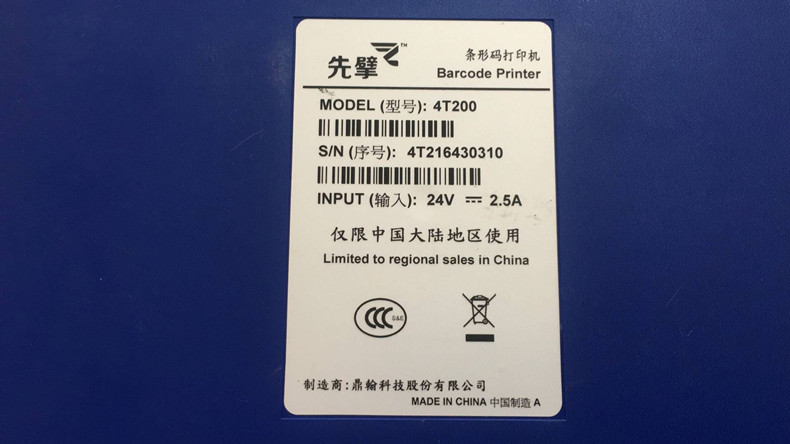 先擘 TM
条形码打印机
Barcode Printer
MODEL (型号): 4T200
S/N (序号): 4T216430310
INPUT (输入): 24V ⎓ 2.5A
仅限中国大陆地区使用
Limited to regional sales in China
CCC S&E
制造商:鼎翰科技股份有限公司
MADE IN CHINA 中国制造 A